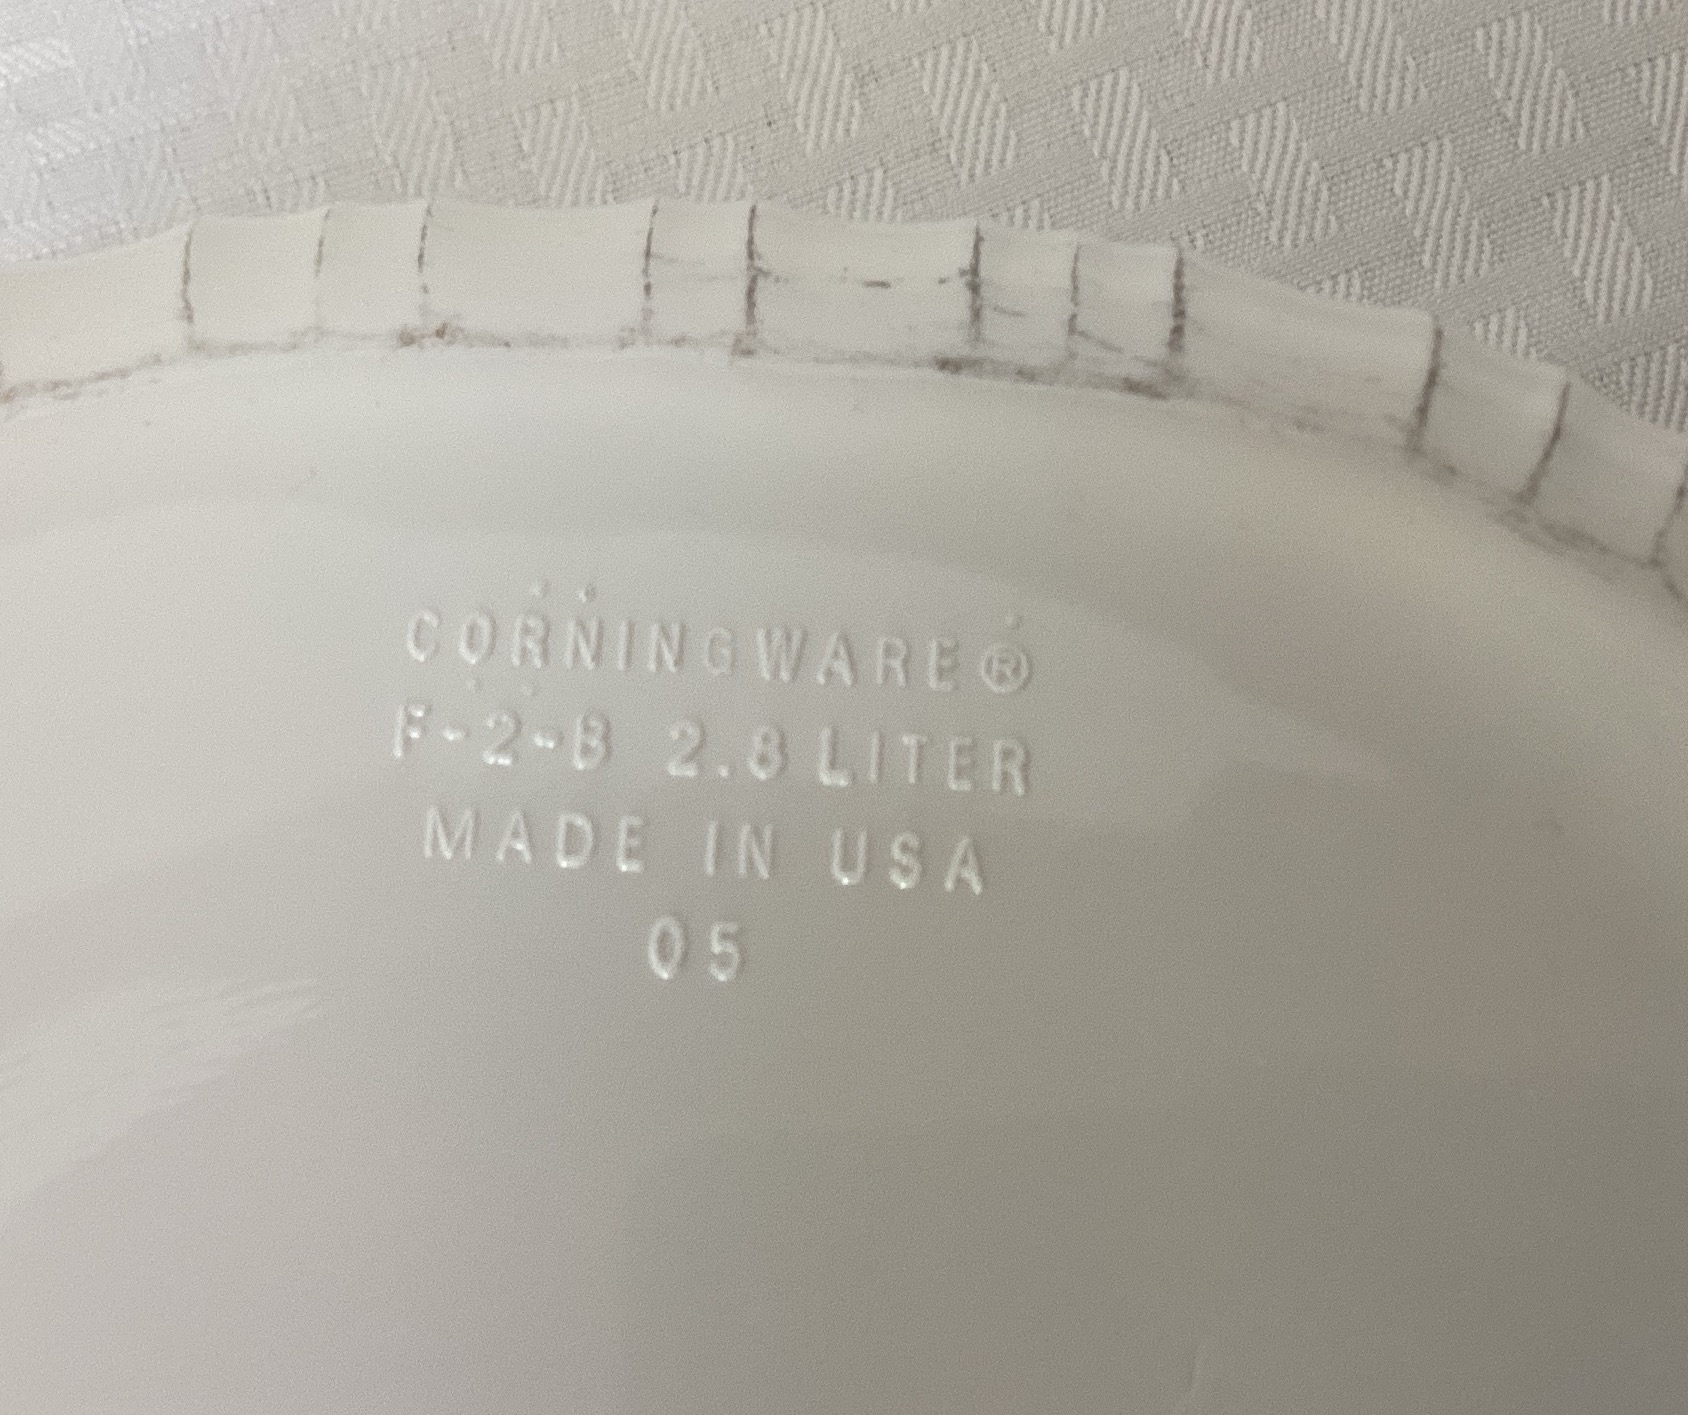 CORNINGWARE®
F-2-B 2.8 LITER
MADE IN USA
05